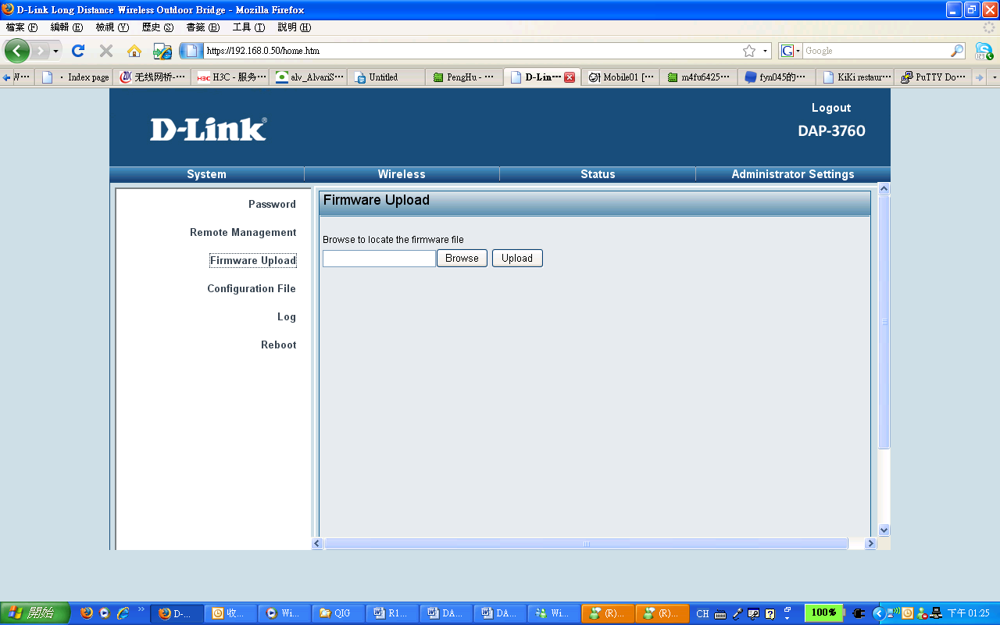 D-Link Long Distance Wireless Outdoor Bridge - Mozilla Firefox
檔案(F) 編輯(E) 檢視(V) 歷史(S) 書籤(B) 工具(T) 說明(H)
https://192.168.0.50/home.htm Google
W… · Index page 无线网桥-… H3C - 服务… alv_AlvariS… Untitled PengHu - … D-Lin… Mobile01 [… m4fu6425… fym045的… KiKi restaur… PuTTY Do…
Logout
D-Link®
DAP-3760
System Wireless Status Administrator Settings
Password
Remote Management
Firmware Upload
Configuration File
Log
Reboot
Firmware Upload
Browse to locate the firmware file
Browse Upload
開始 D-... 收... Wi... QIG R1... DA... DA... Wi... (R)... (R)... CH 100% 下午 01:25